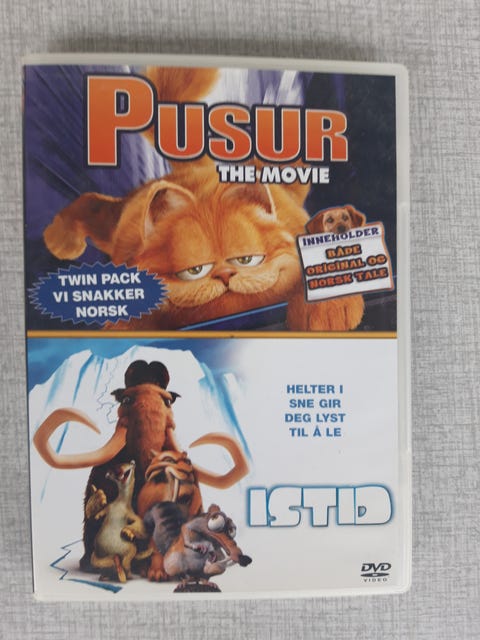 PUSUR
THE MOVIE
INNEHOLDER
BÅDE
ORIGINAL OG
NORSK TALE
TWIN PACK
VI SNAKKER
NORSK
HELTER I
SNE GIR
DEG LYST
TIL Å LE
ISTID
DVD
VIDEO